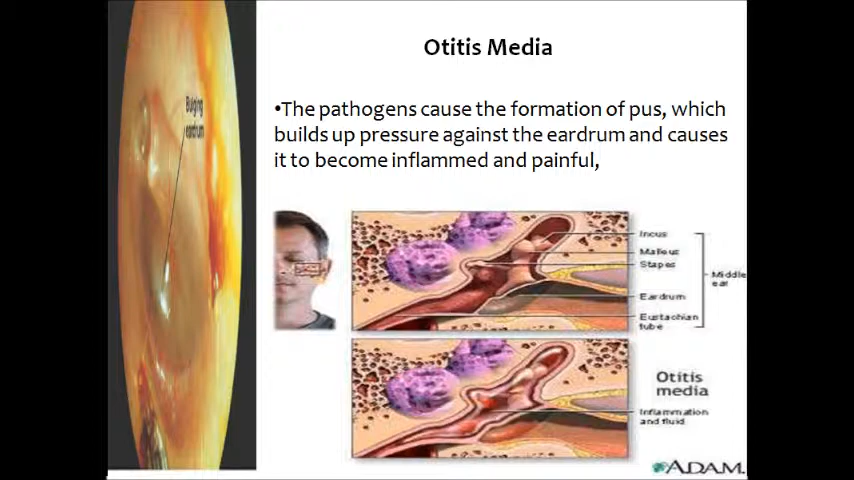 Otitis Media
Bulging
eardrum
•The pathogens cause the formation of pus, which
builds up pressure against the eardrum and causes
it to become inflammed and painful,
Incus
Malleus
Stapes
Middle
ear
Eardrum
Eustachian
tube
Otitis
media
Inflammation
and fluid
ADAM.